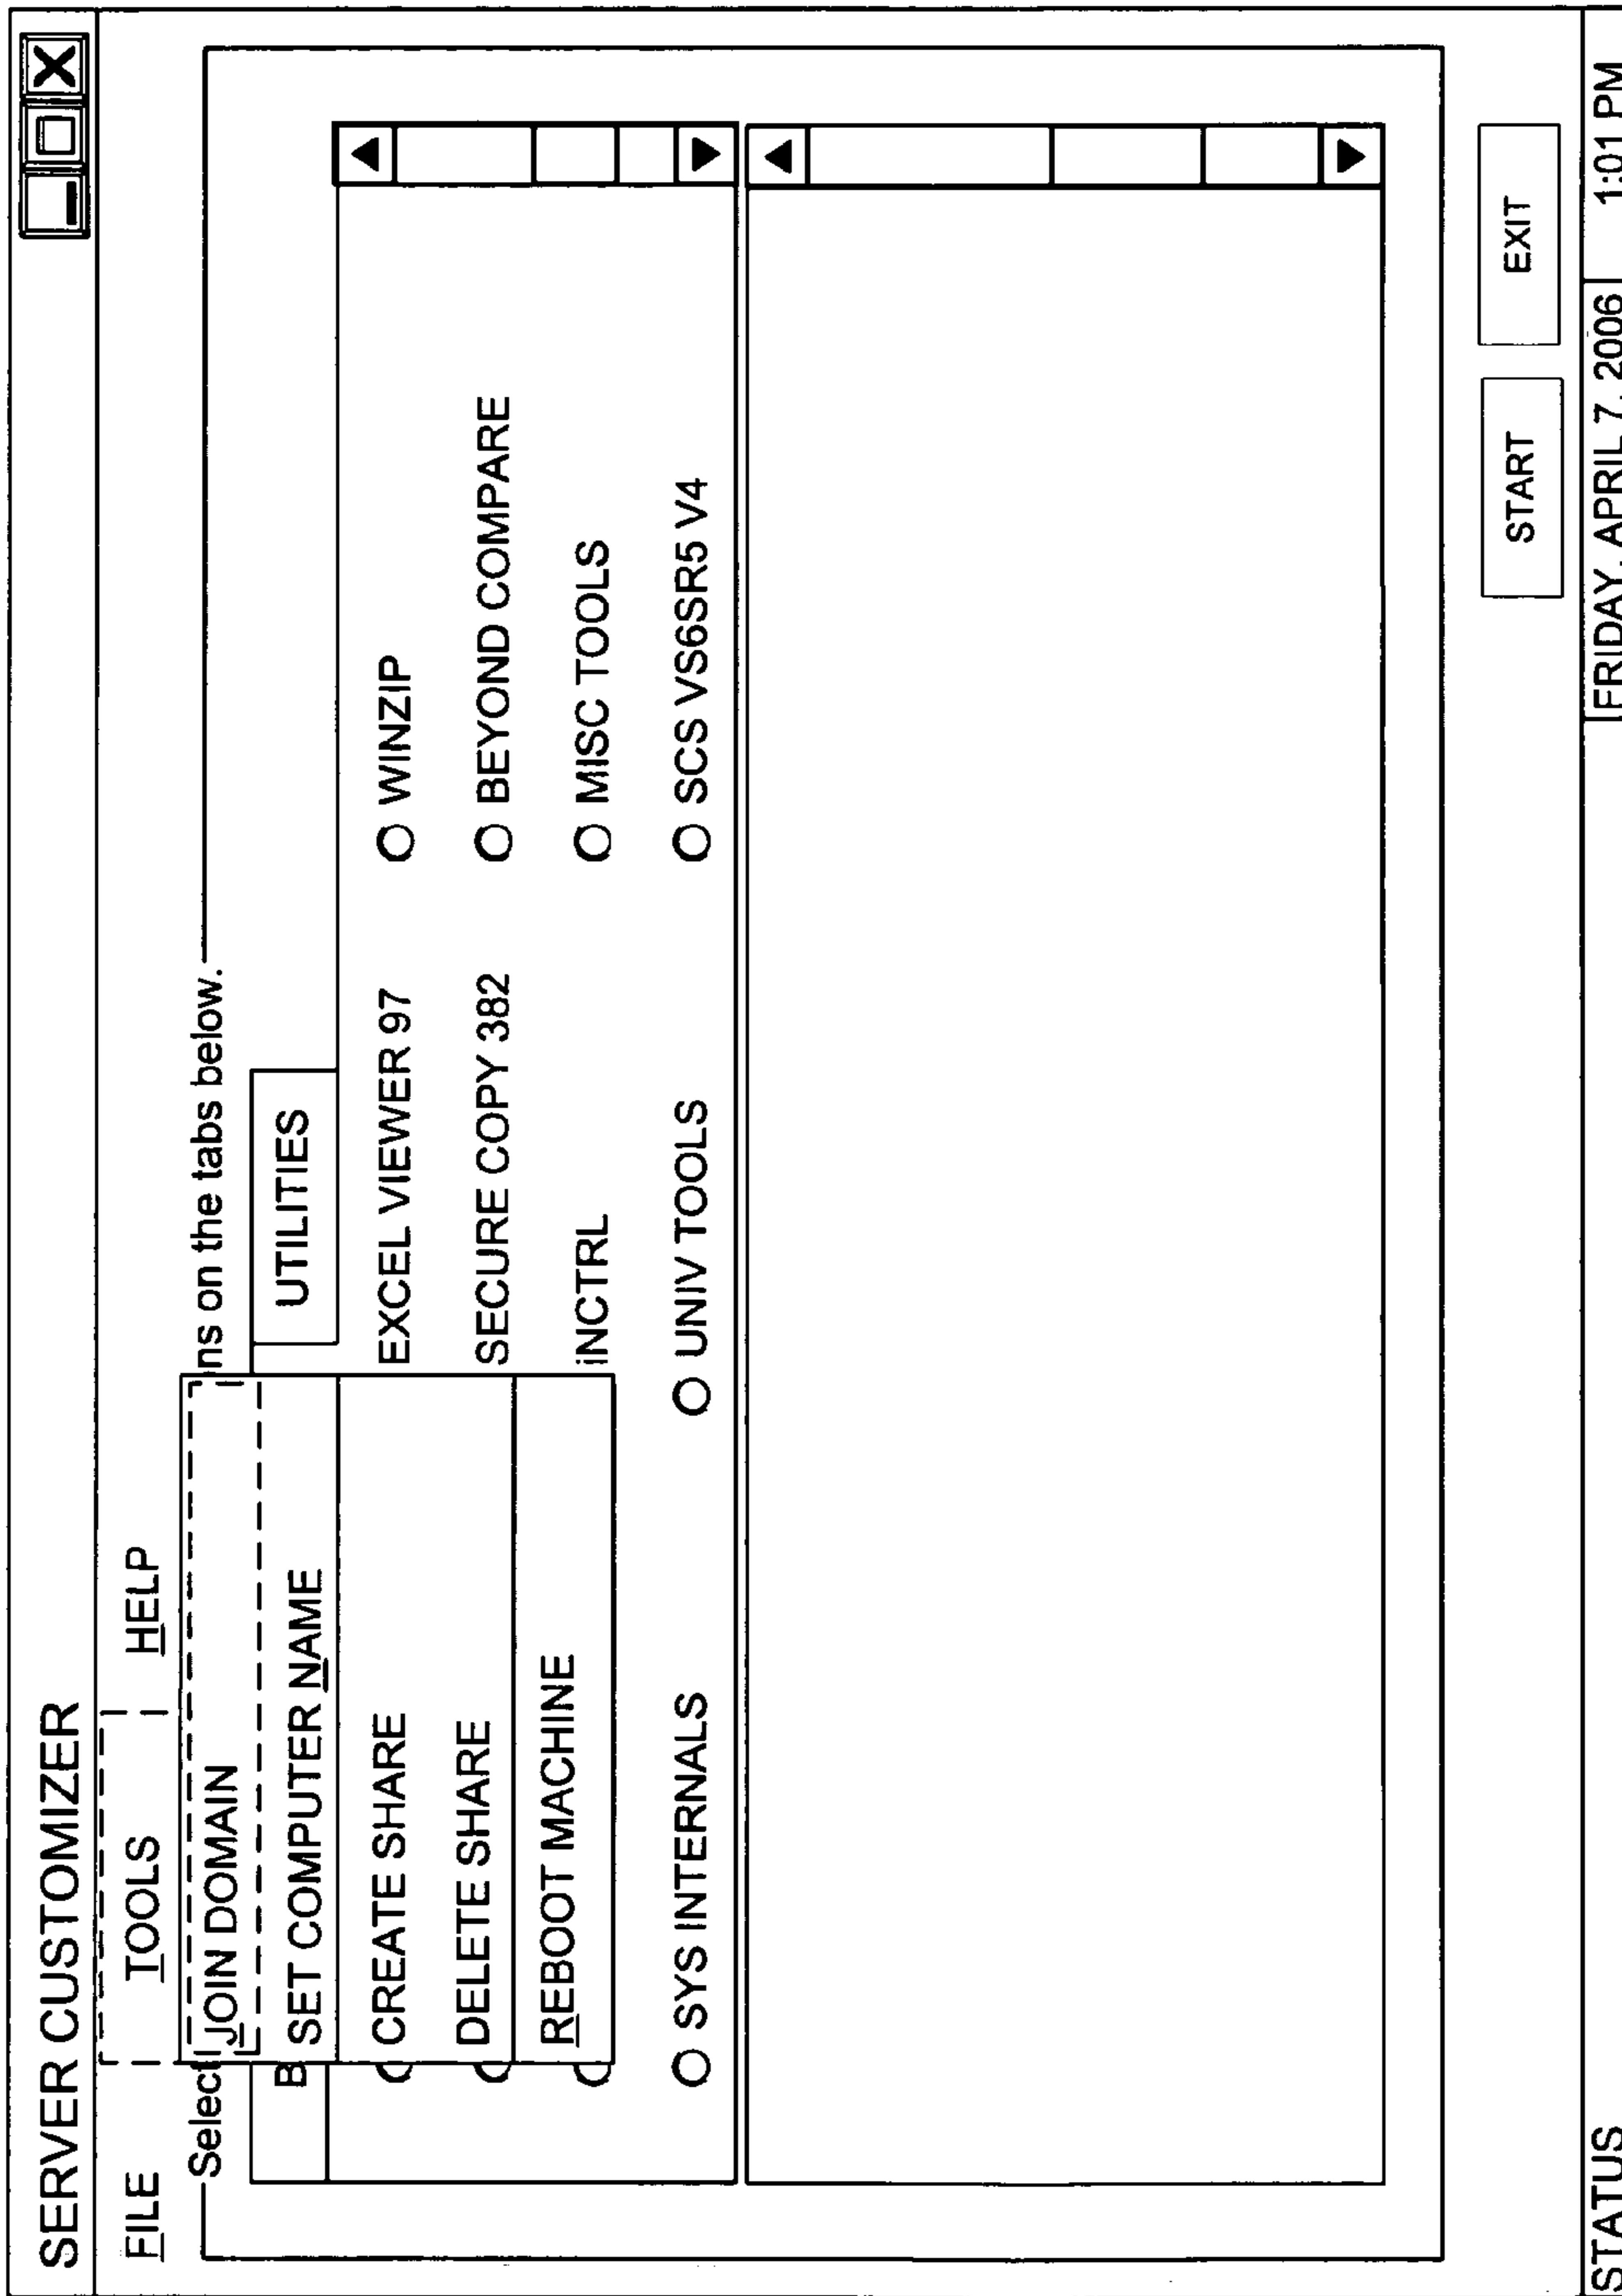 SERVER CUSTOMIZER
FILE TOOLS HELP
JOIN DOMAIN
SET COMPUTER NAME
CREATE SHARE
DELETE SHARE
REBOOT MACHINE
Select ns on the tabs below.
B UTILITIES
EXCEL VIEWER 97 WINZIP
SECURE COPY 382 BEYOND COMPARE
iNCTRL MISC TOOLS
SYS INTERNALS UNIV TOOLS SCS VS6SR5 V4
START EXIT
STATUS FRIDAY, APRIL 7, 2006 1:01 PM